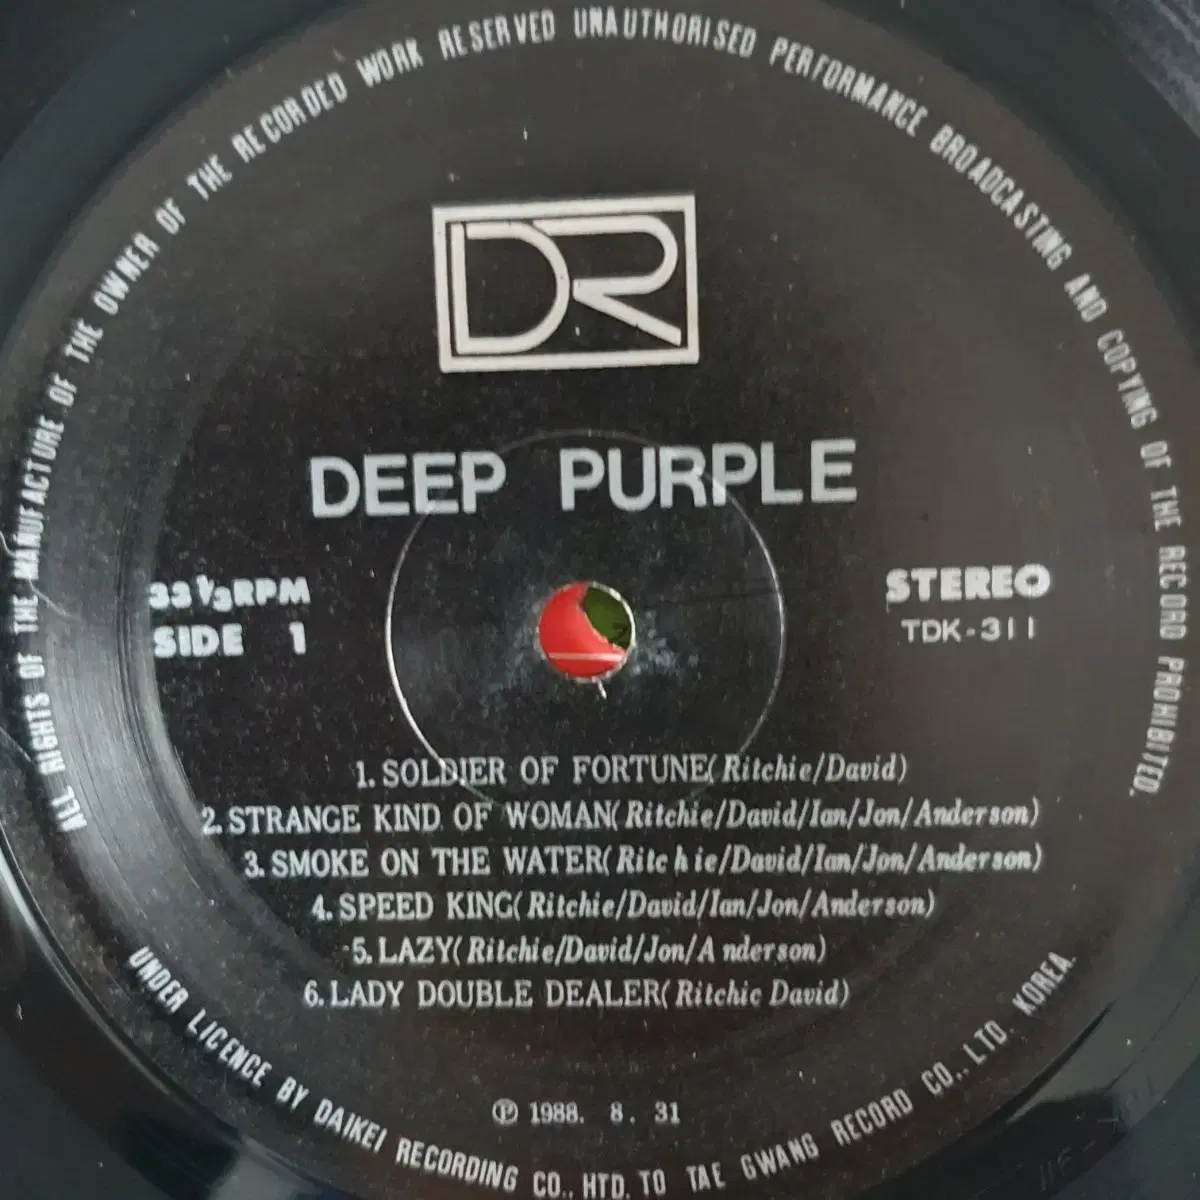 ALL RIGHTS OF THE MANUFACTURE OF THE OWNER OF THE RECORDED WORK RESERVED UNAUTHORISED PERFORMANCE BROADCASTING AND COPYING OF THE RECORD PROHIBITED.
DR
DEEP PURPLE
33⅓RPM
SIDE 1
STEREO
TDK-311
1. SOLDIER OF FORTUNE(Ritchie/David)
2. STRANGE KIND OF WOMAN(Ritchie/David/Ian/Jon/Anderson)
3. SMOKE ON THE WATER(Ritchie/David/Ian/Jon/Anderson)
4. SPEED KING(Ritchie/David/Ian/Jon/Anderson)
5. LAZY(Ritchie/David/Jon/Anderson)
6. LADY DOUBLE DEALER(Ritchie David)
℗ 1988. 8. 31
UNDER LICENCE BY DAIKEI RECORDING CO., HTD. TO TAE GWANG RECORD CO., LTD. KOREA.